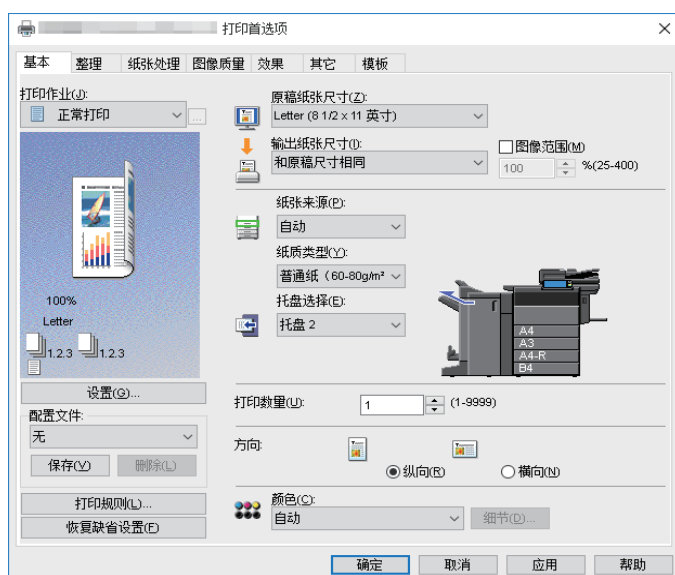 打印首选项
基本 整理 纸张处理 图像质量 效果 其它 模板
打印作业(J):
正常打印
...
100%
Letter
1.2.3 1.2.3
设置(G)...
配置文件:
无
保存(V) 删除(L)
打印规则(L)...
恢复缺省设置(F)
原稿纸张尺寸(Z):
Letter (8 1/2 x 11 英寸)
输出纸张尺寸(I):
和原稿尺寸相同
图像范围(M)
100 %(25-400)
纸张来源(P):
自动
纸质类型(Y):
普通纸（60-80g/m²
托盘选择(E):
托盘 2
A4
A3
A4-R
B4
打印数量(U): 1 (1-9999)
方向:
纵向(R) 横向(N)
颜色(C):
自动 细节(D)...
确定 取消 应用 帮助